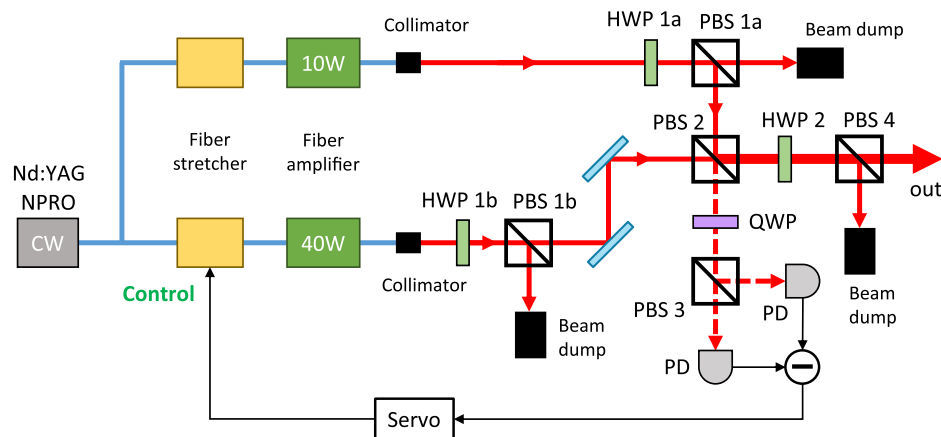 HWP 1a
PBS 1a
Collimator
Beam dump
10W
Fiber
stretcher
Fiber
amplifier
PBS 2
HWP 2
PBS 4
out
Nd:YAG
NPRO
CW
HWP 1b
PBS 1b
QWP
40W
Control
Collimator
PBS 3
PD
Beam
dump
Beam
dump
PD
Servo